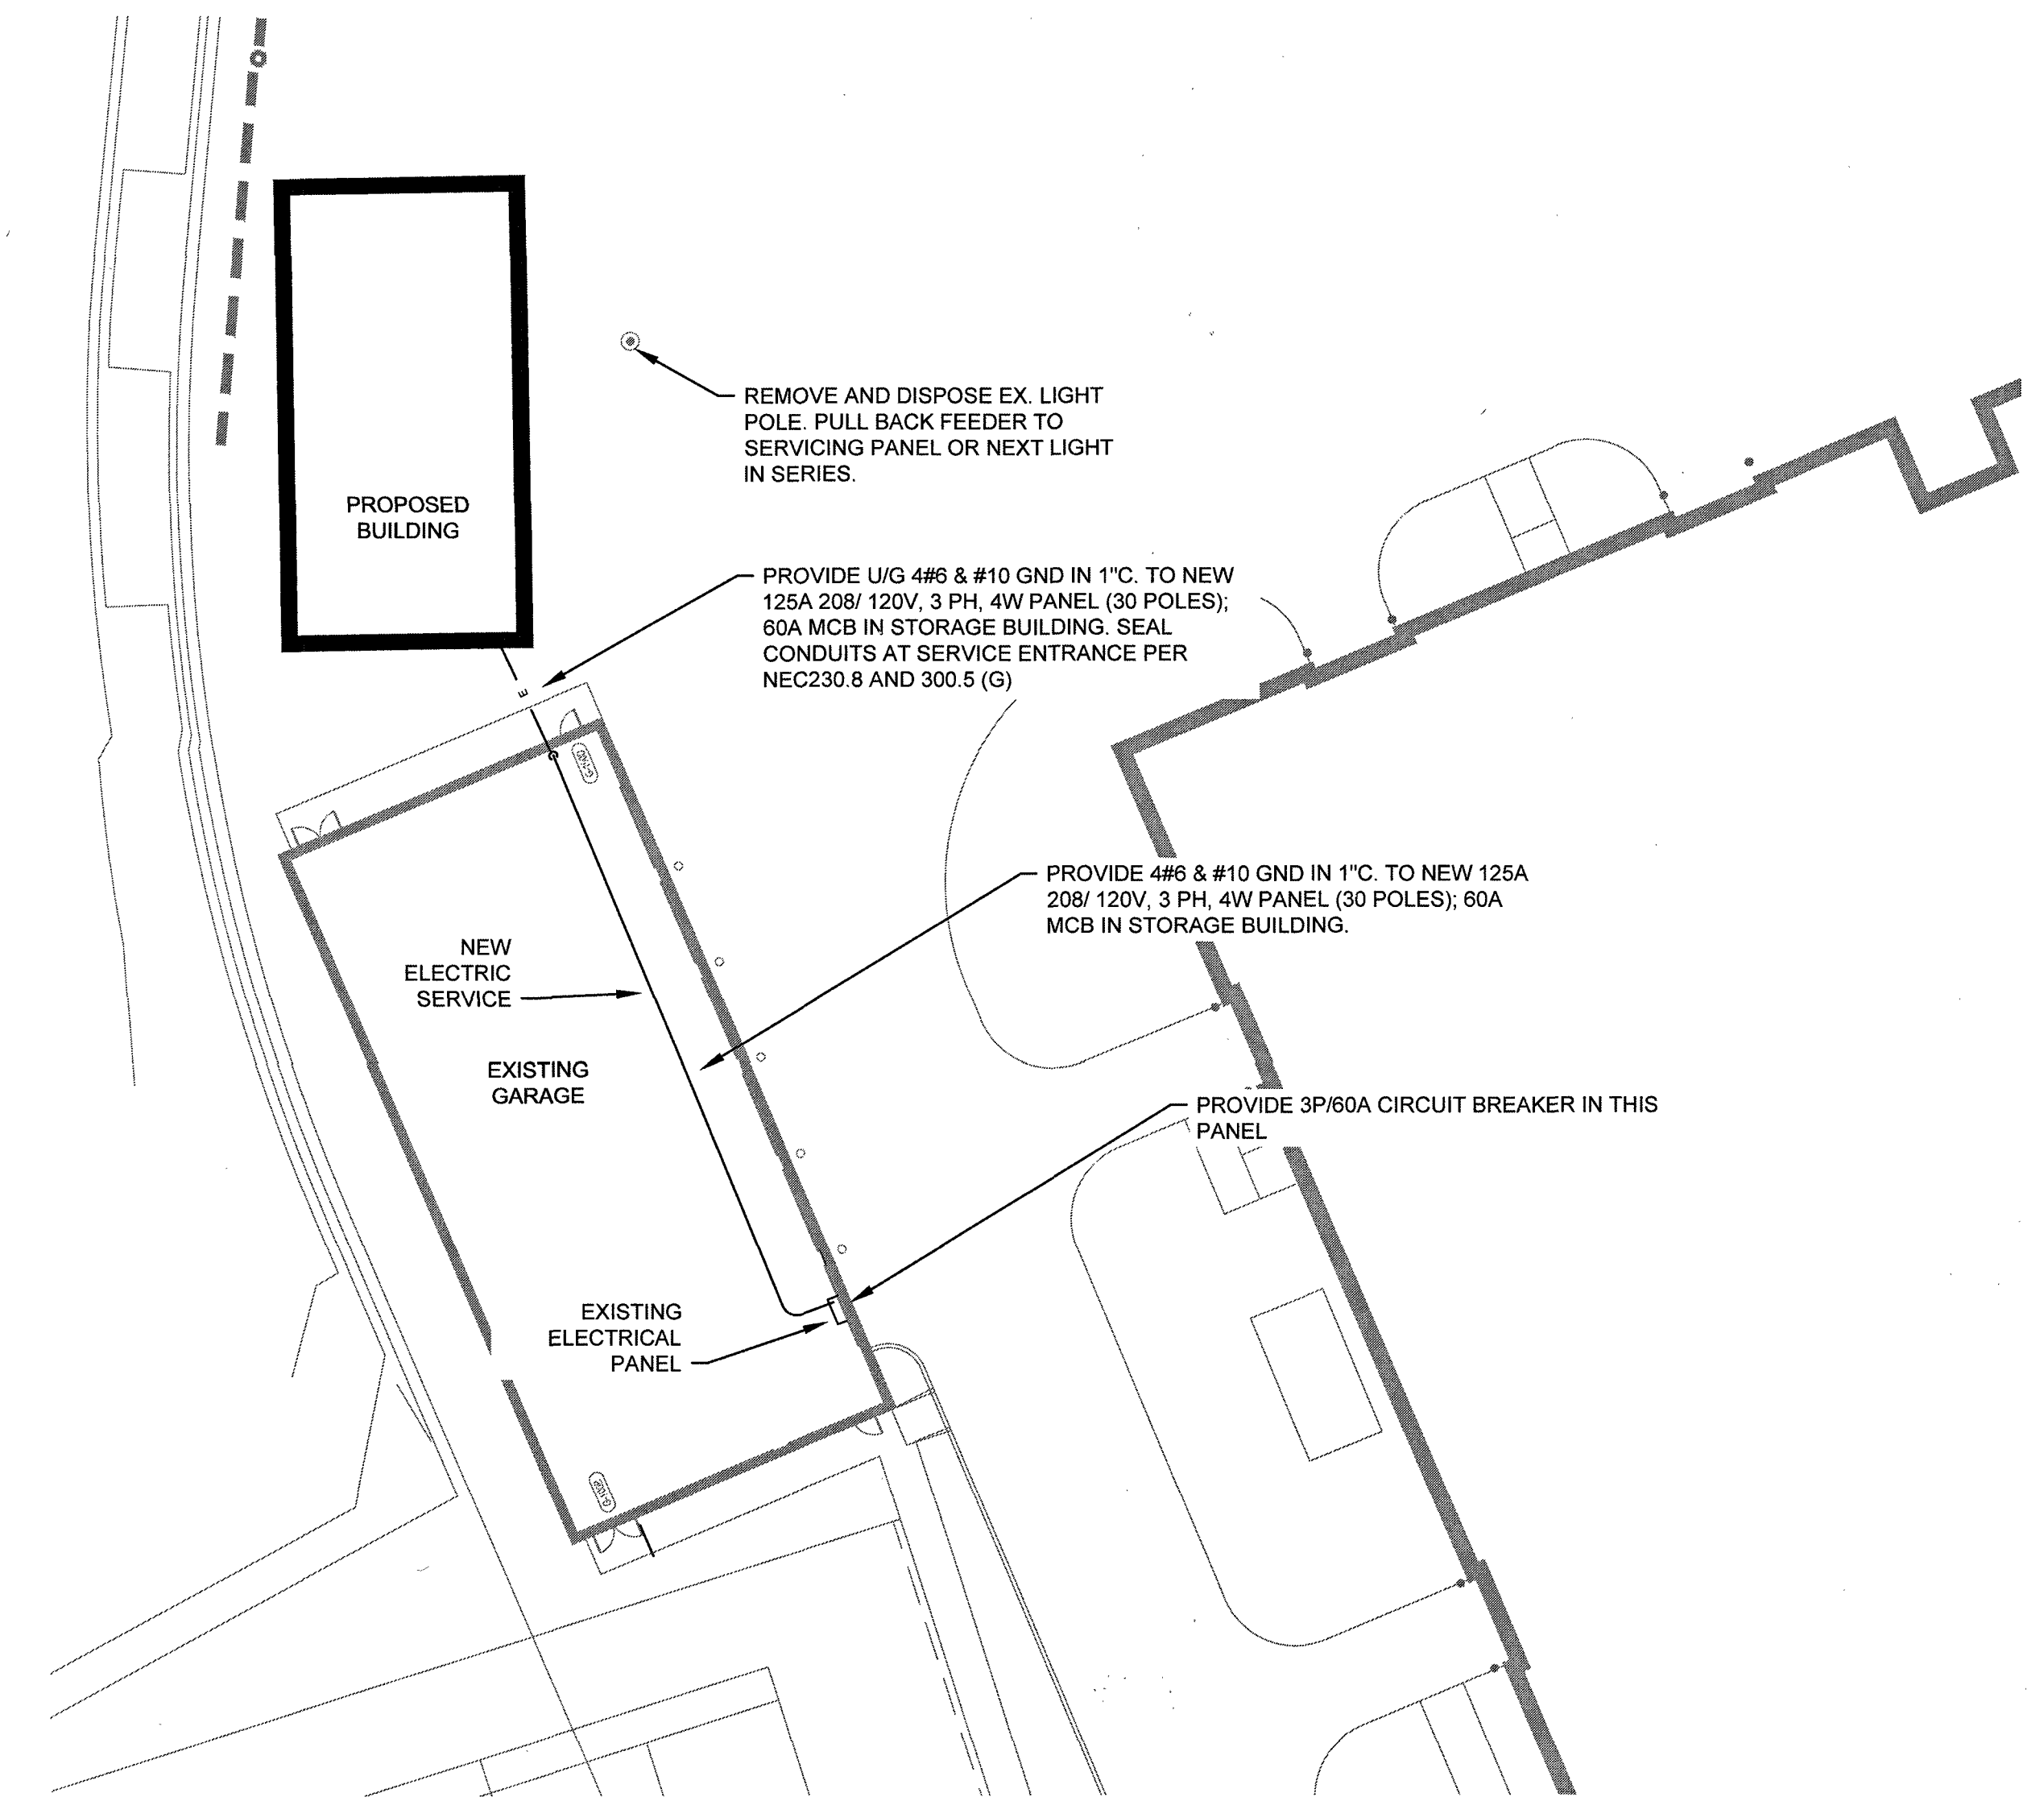 REMOVE AND DISPOSE EX. LIGHT
POLE. PULL BACK FEEDER TO
SERVICING PANEL OR NEXT LIGHT
IN SERIES.
PROPOSED
BUILDING
PROVIDE U/G 4#6 & #10 GND IN 1"C. TO NEW
125A 208/ 120V, 3 PH, 4W PANEL (30 POLES);
60A MCB IN STORAGE BUILDING. SEAL
CONDUITS AT SERVICE ENTRANCE PER
NEC230.8 AND 300.5 (G)
E
PROVIDE 4#6 & #10 GND IN 1"C. TO NEW 125A
208/ 120V, 3 PH, 4W PANEL (30 POLES); 60A
MCB IN STORAGE BUILDING.
NEW
ELECTRIC
SERVICE
EXISTING
GARAGE
PROVIDE 3P/60A CIRCUIT BREAKER IN THIS
PANEL
EXISTING
ELECTRICAL
PANEL